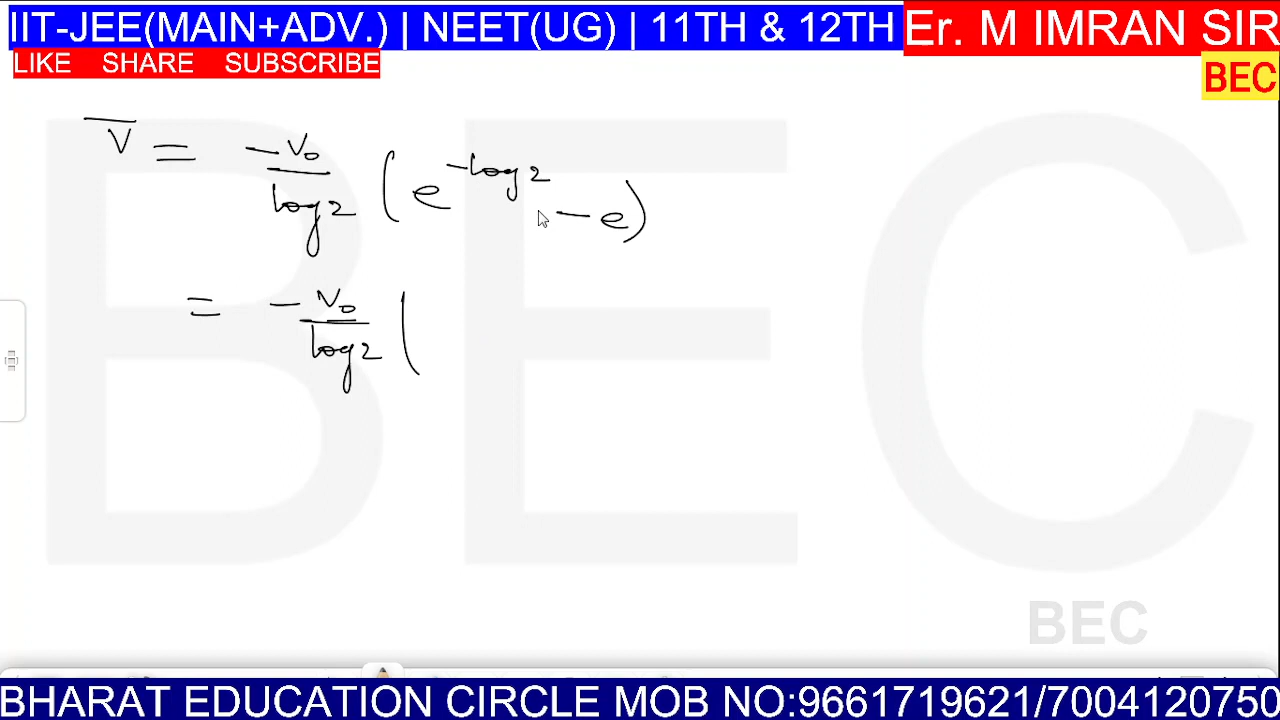 IIT-JEE(MAIN+ADV.) | NEET(UG) | 11TH & 12TH Er. M IMRAN SIR
LIKE SHARE SUBSCRIBE
BEC
V̅ = -V₀/log2 (e^(-log2) - e)
= -V₀/log2 (
BEC
BEC
BHARAT EDUCATION CIRCLE MOB NO:9661719621/7004120750